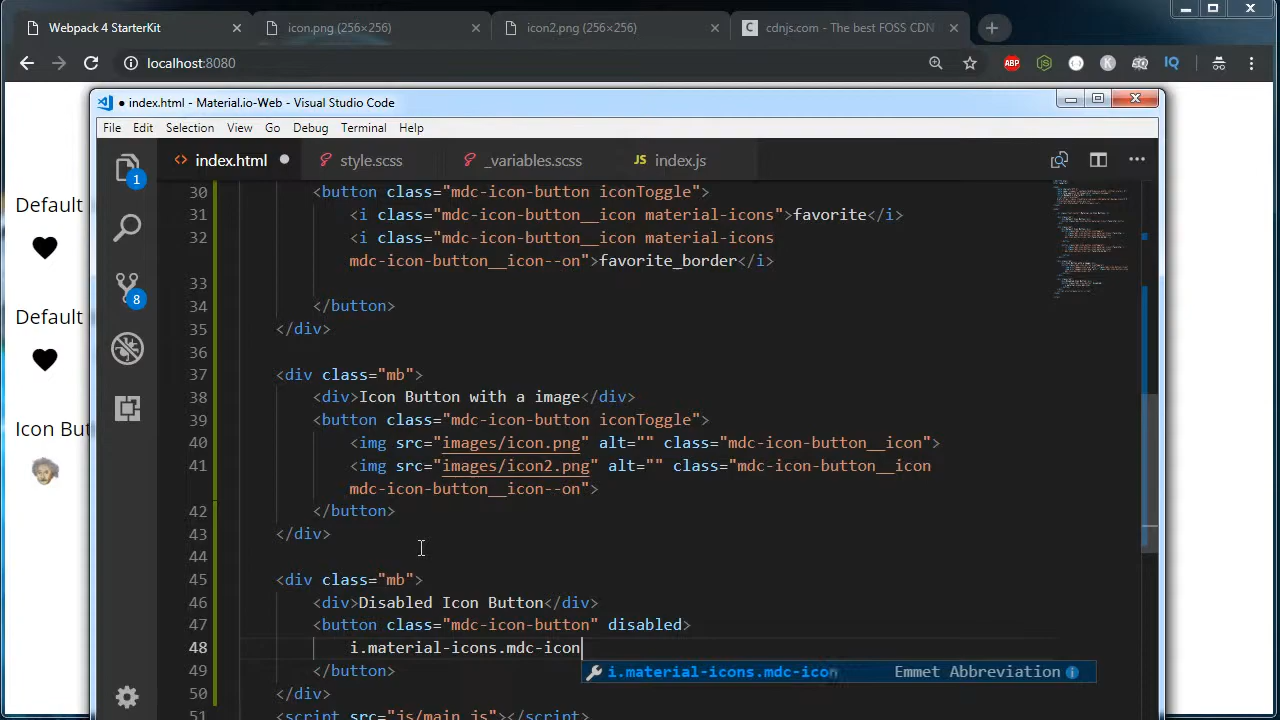 Webpack 4 StarterKit
icon.png (256×256)
icon2.png (256×256)
cdnjs.com - The best FOSS CDN
localhost:8080
ABP
IQ
● index.html - Material.io-Web - Visual Studio Code
File Edit Selection View Go Debug Terminal Help
<> index.html ● style.scss _variables.scss JS index.js
1
8
Default
Default
Icon But
30 <button class="mdc-icon-button iconToggle">
31 <i class="mdc-icon-button__icon material-icons">favorite</i>
32 <i class="mdc-icon-button__icon material-icons
mdc-icon-button__icon--on">favorite_border</i>
33
34 </button>
35 </div>
36
37 <div class="mb">
38 <div>Icon Button with a image</div>
39 <button class="mdc-icon-button iconToggle">
40 <img src="images/icon.png" alt="" class="mdc-icon-button__icon">
41 <img src="images/icon2.png" alt="" class="mdc-icon-button__icon
mdc-icon-button__icon--on">
42 </button>
43 </div>
44
45 <div class="mb">
46 <div>Disabled Icon Button</div>
47 <button class="mdc-icon-button" disabled>
48 i.material-icons.mdc-icon
i.material-icons.mdc-icon Emmet Abbreviation
49 </button>
50 </div>
51 <script src="js/main.js"></script>